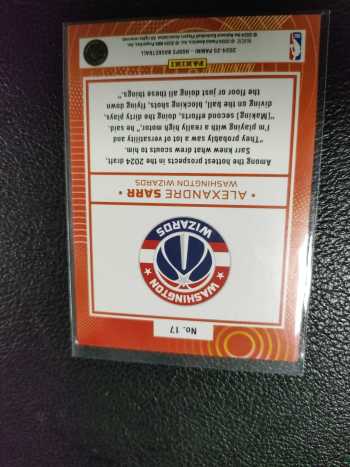 No. 17
WASHINGTON
WIZARDS
• ALEXANDRE SARR •
WASHINGTON WIZARDS
Among the hottest prospects in the 2024 draft,
Sarr knew what drew scouts to him.
"They probably saw a lot of versatility and
I'm playing with a really high motor," he said.
"[Making] second efforts, doing the dirty plays,
diving on the ball, blocking shots, flying down
the floor or doing just all these things."
PANINI
2024-25 PANINI - HOOPS BASKETBALL
NBA